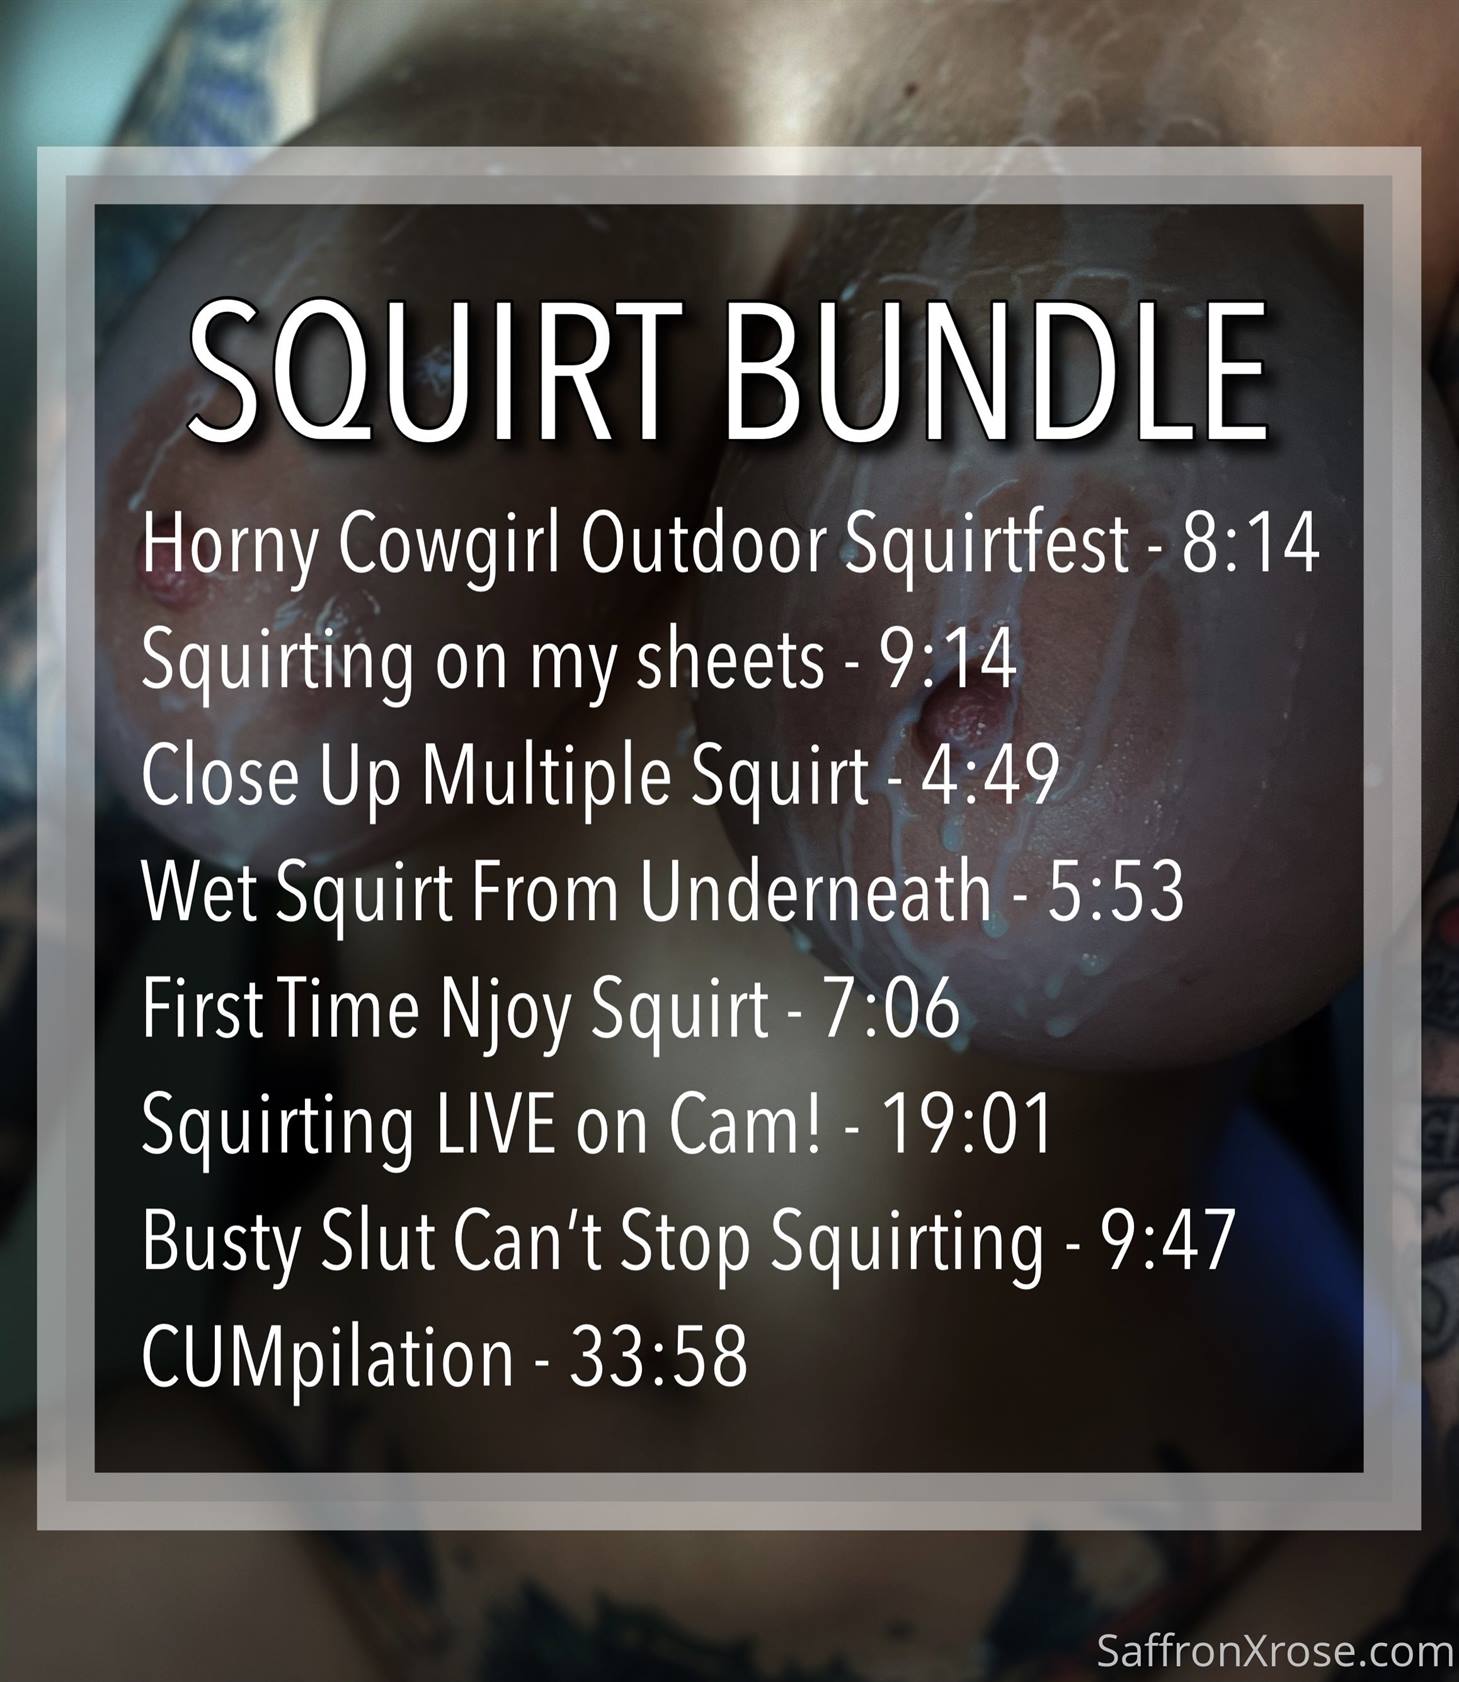 SQUIRT BUNDLE
Horny Cowgirl Outdoor Squirtfest - 8:14
Squirting on my sheets - 9:14
Close Up Multiple Squirt - 4:49
Wet Squirt From Underneath - 5:53
First Time Njoy Squirt - 7:06
Squirting LIVE on Cam! - 19:01
Busty Slut Can’t Stop Squirting - 9:47
CUMpilation - 33:58
SaffronXrose.com